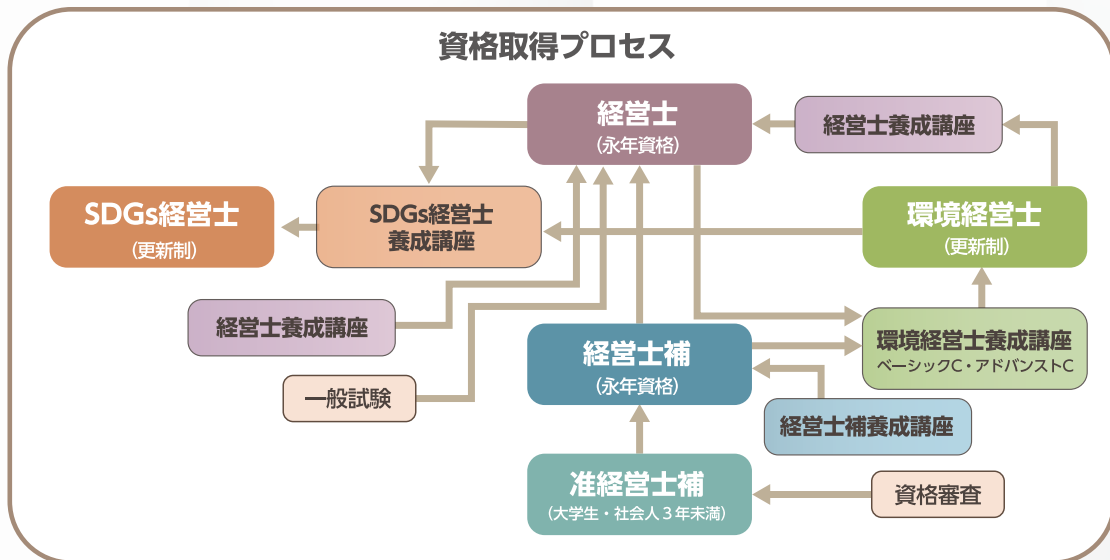 資格取得プロセス
経営士
(永年資格)
経営士養成講座
SDGs経営士
(更新制)
SDGs経営士
養成講座
環境経営士
(更新制)
経営士養成講座
経営士補
(永年資格)
環境経営士養成講座
ベーシックC・アドバンストC
一般試験
経営士補養成講座
准経営士補
(大学生・社会人3年未満)
資格審査